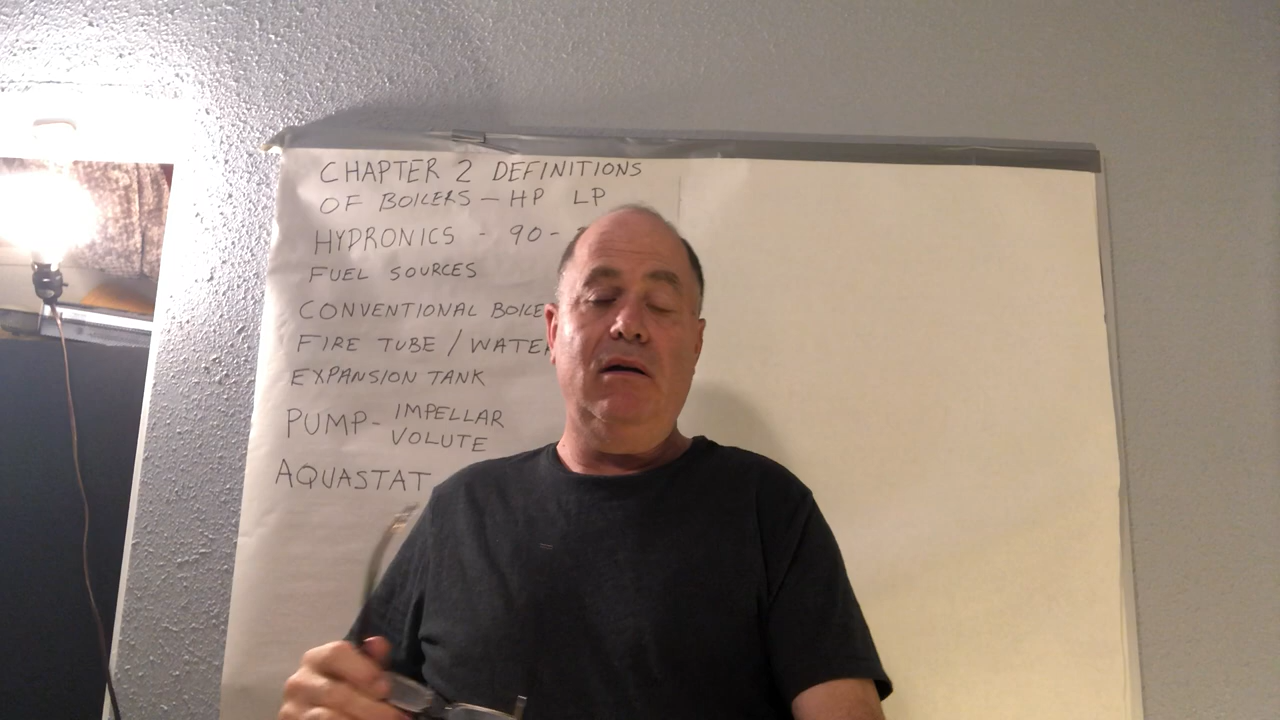 CHAPTER 2 DEFINITIONS
OF BOILERS - HP LP
HYDRONICS - 90 -
FUEL SOURCES
CONVENTIONAL
FIRE TUBE /
EXPANSION TANK
PUMP - IMPELLAR
VOLUTE
AQUASTAT